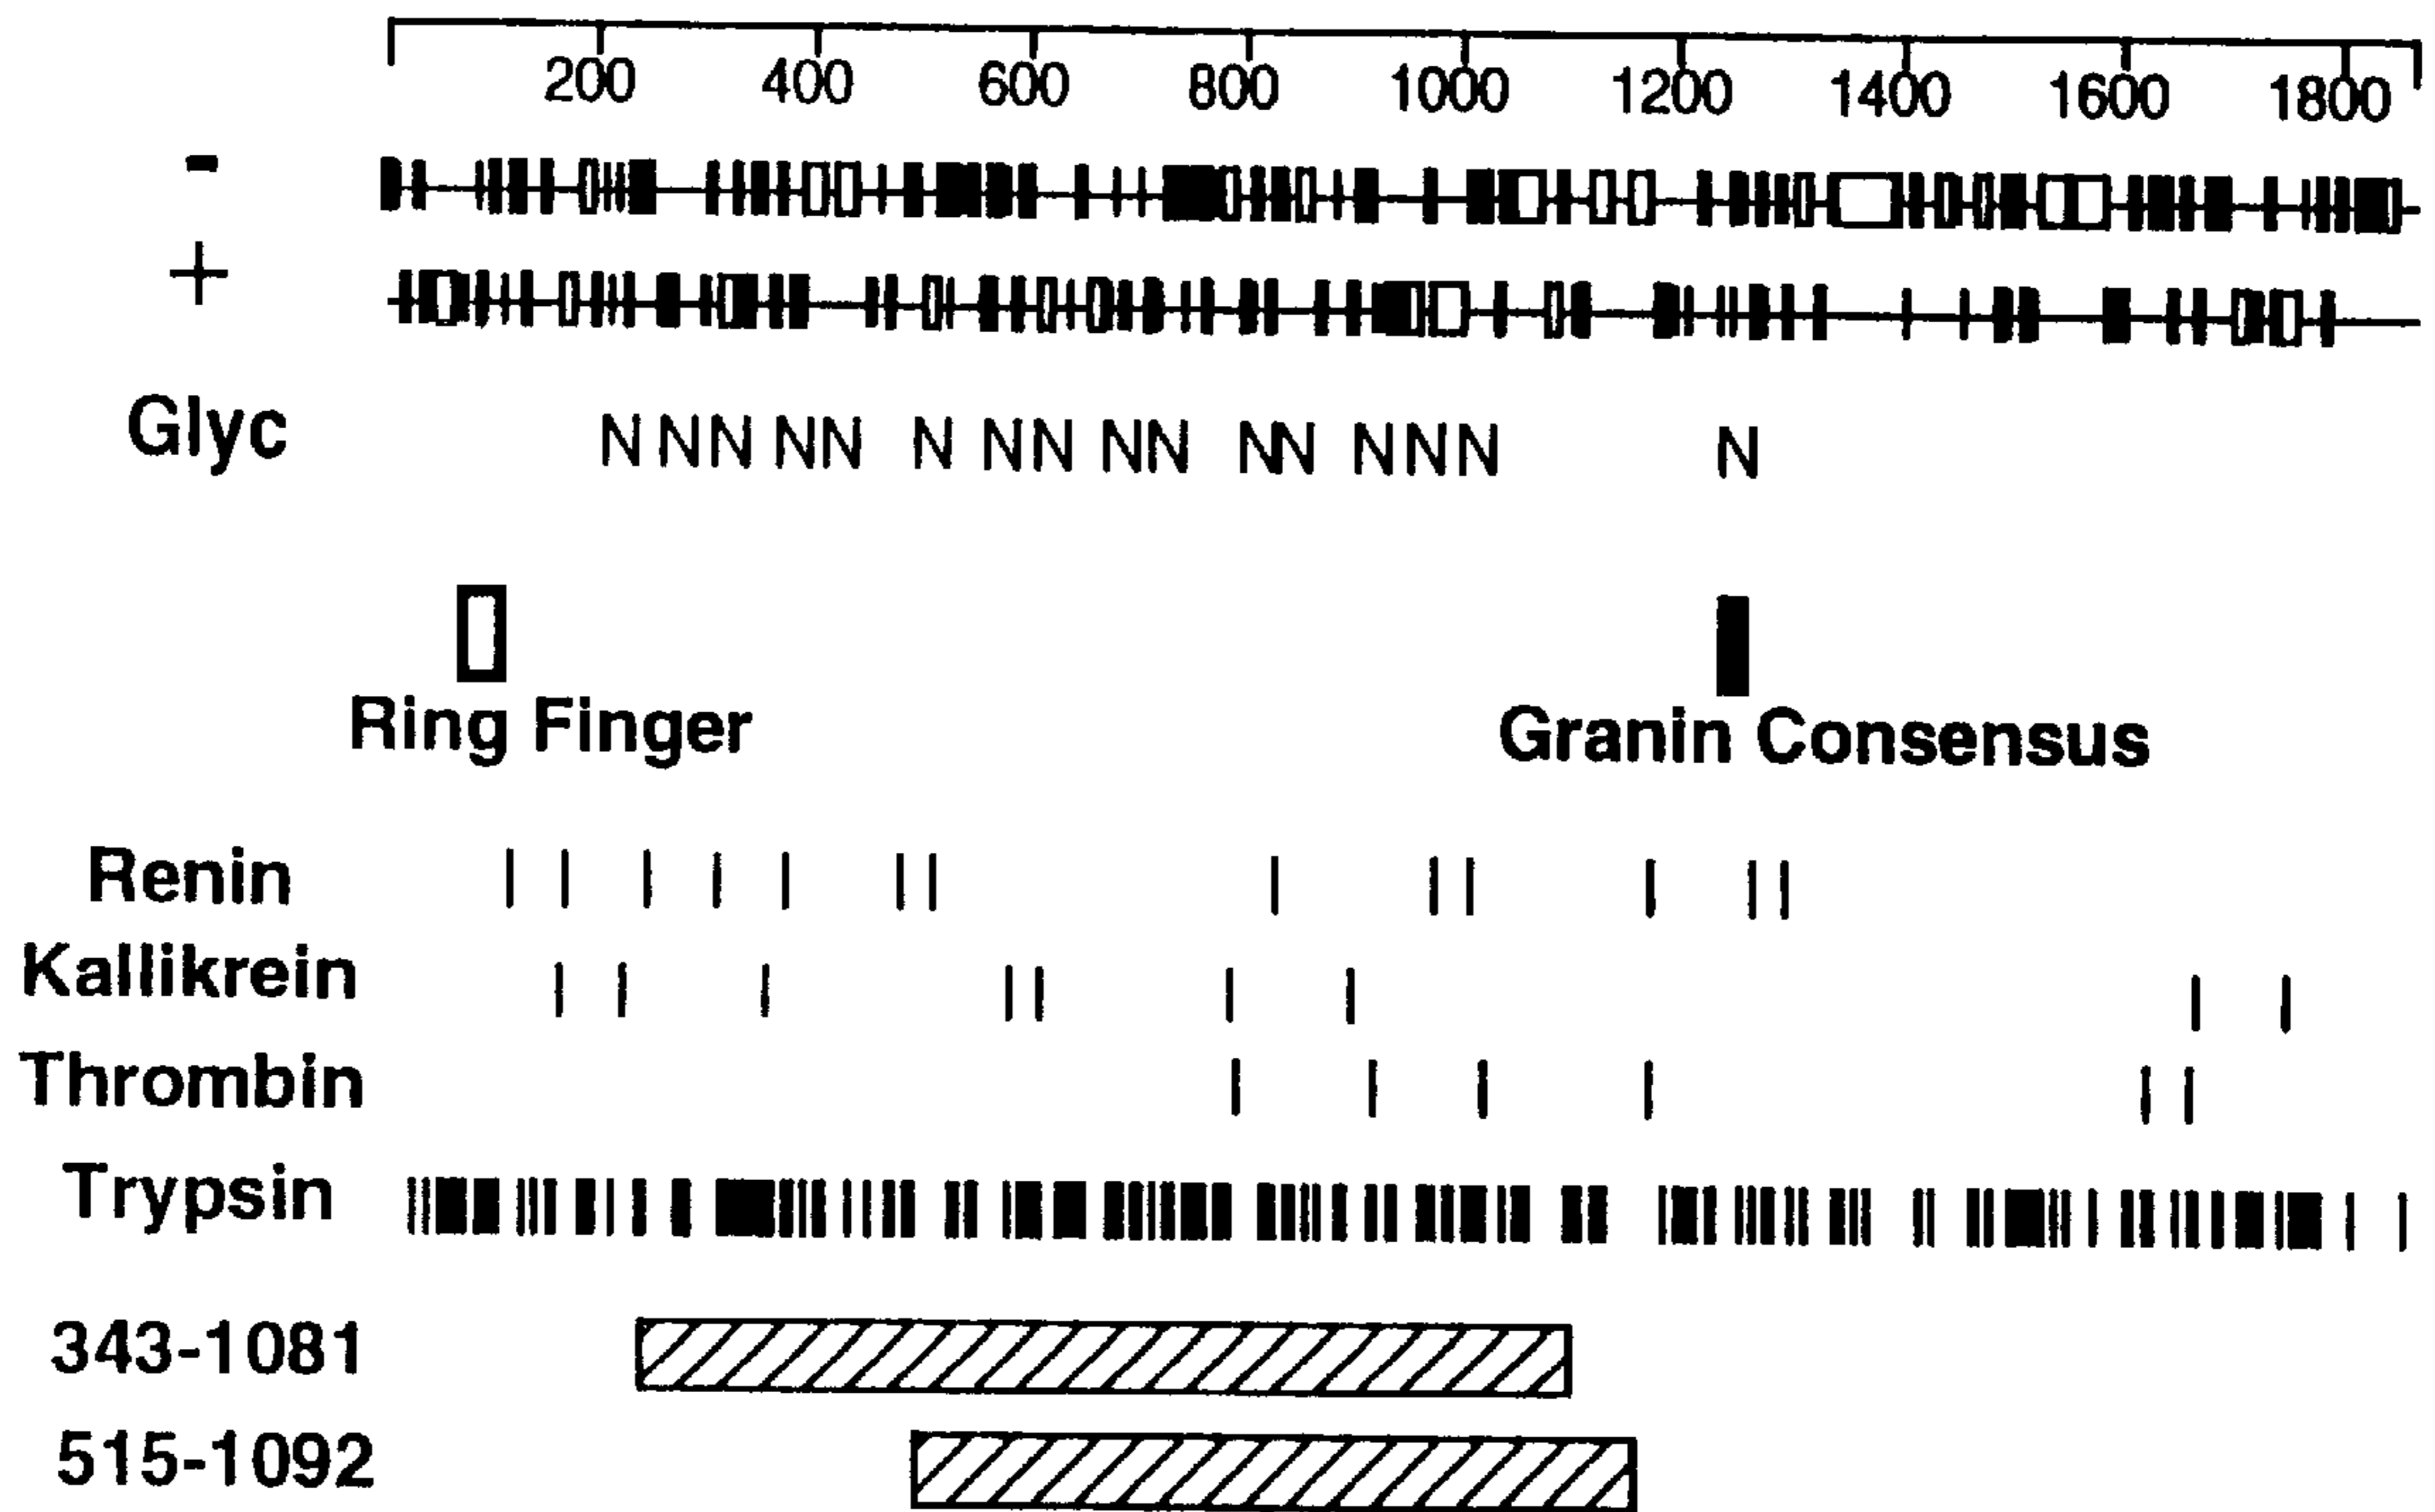 200 400 600 800 1000 1200 1400 1600 1800
-
+
Glyc N N N N N N N N N N N N N N N N
Ring Finger
Granin Consensus
Renin
Kallikrein
Thrombin
Trypsin
343-1081
515-1092